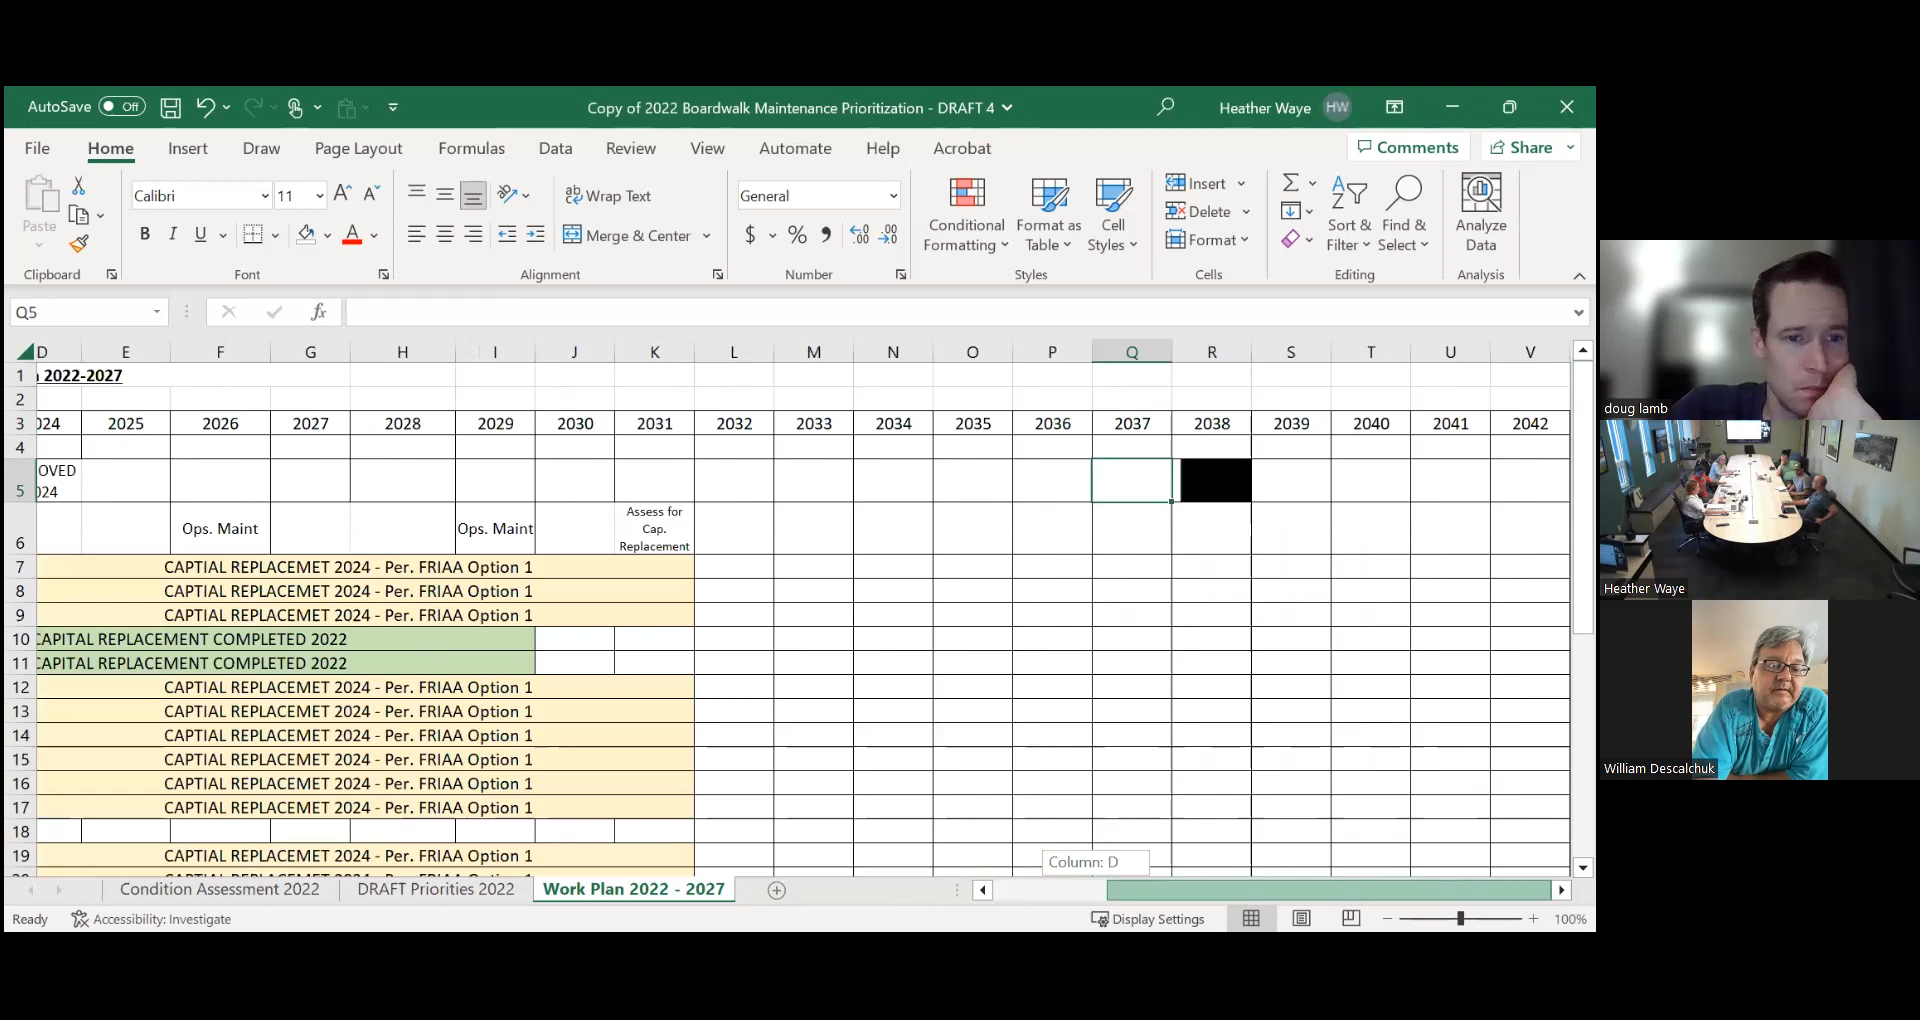 AutoSave Off
Copy of 2022 Boardwalk Maintenance Prioritization - DRAFT 4
Heather Waye HW
File Home Insert Draw Page Layout Formulas Data Review View Automate Help Acrobat
Comments Share
Paste
Calibri 11
Wrap Text
General
Conditional Formatting
Format as Table
Cell Styles
Insert
Delete
Format
Sort & Filter
Find & Select
Analyze Data
B I U
Merge & Center
$ % ,
Clipboard Font Alignment Number Styles Cells Editing Analysis
Q5
fx
D E F G H I J K L M N O P Q R S T U V
1 n 2022-2027
2
3 024 2025 2026 2027 2028 2029 2030 2031 2032 2033 2034 2035 2036 2037 2038 2039 2040 2041 2042
4
OVED
5 024
6 Ops. Maint Ops. Maint Assess for Cap. Replacement
7 CAPTIAL REPLACEMET 2024 - Per. FRIAA Option 1
8 CAPTIAL REPLACEMET 2024 - Per. FRIAA Option 1
9 CAPTIAL REPLACEMET 2024 - Per. FRIAA Option 1
10 CAPITAL REPLACEMENT COMPLETED 2022
11 CAPITAL REPLACEMENT COMPLETED 2022
12 CAPTIAL REPLACEMET 2024 - Per. FRIAA Option 1
13 CAPTIAL REPLACEMET 2024 - Per. FRIAA Option 1
14 CAPTIAL REPLACEMET 2024 - Per. FRIAA Option 1
15 CAPTIAL REPLACEMET 2024 - Per. FRIAA Option 1
16 CAPTIAL REPLACEMET 2024 - Per. FRIAA Option 1
17 CAPTIAL REPLACEMET 2024 - Per. FRIAA Option 1
18
19 CAPTIAL REPLACEMET 2024 - Per. FRIAA Option 1
Column: D
Condition Assessment 2022 DRAFT Priorities 2022 Work Plan 2022 - 2027
Ready Accessibility: Investigate Display Settings 100%
doug lamb
Heather Waye
William Descalchuk